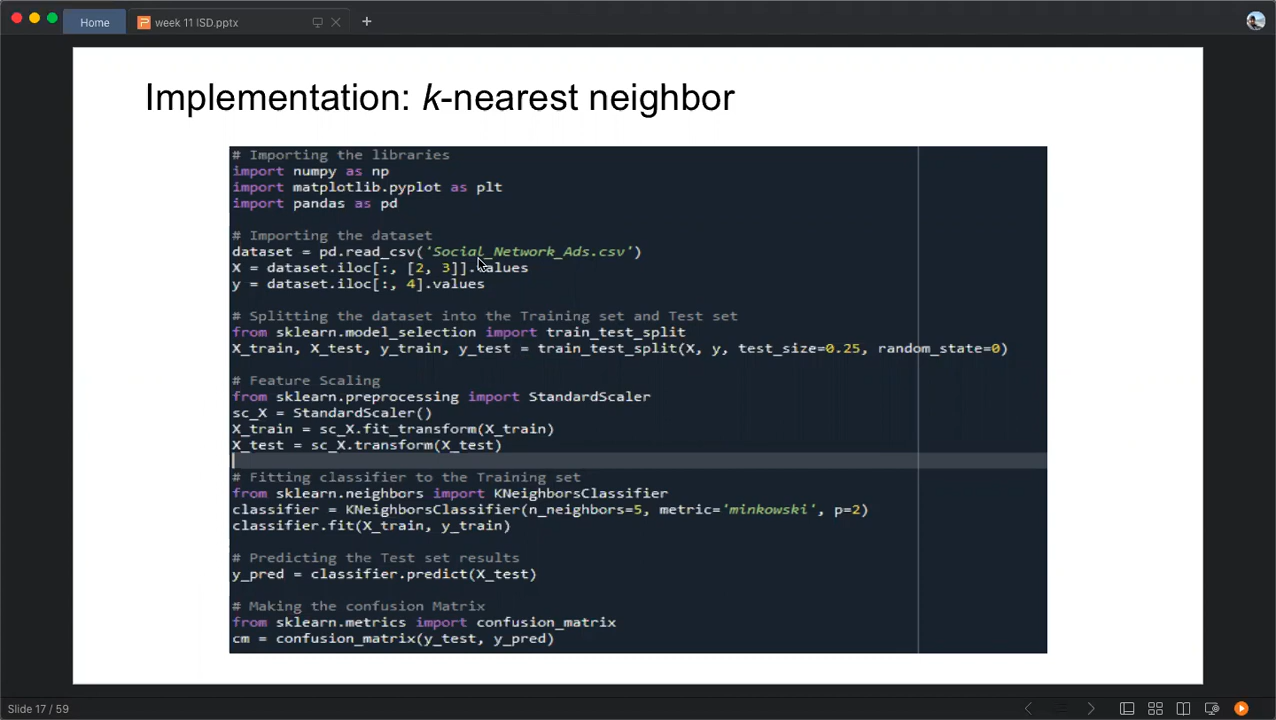 Home
week 11 ISD.pptx
Implementation: k-nearest neighbor
# Importing the libraries
import numpy as np
import matplotlib.pyplot as plt
import pandas as pd
# Importing the dataset
dataset = pd.read_csv('Social_Network_Ads.csv')
X = dataset.iloc[:, [2, 3]].values
y = dataset.iloc[:, 4].values
# Splitting the dataset into the Training set and Test set
from sklearn.model_selection import train_test_split
X_train, X_test, y_train, y_test = train_test_split(X, y, test_size=0.25, random_state=0)
# Feature Scaling
from sklearn.preprocessing import StandardScaler
sc_X = StandardScaler()
X_train = sc_X.fit_transform(X_train)
X_test = sc_X.transform(X_test)
# Fitting classifier to the Training set
from sklearn.neighbors import KNeighborsClassifier
classifier = KNeighborsClassifier(n_neighbors=5, metric='minkowski', p=2)
classifier.fit(X_train, y_train)
# Predicting the Test set results
y_pred = classifier.predict(X_test)
# Making the confusion Matrix
from sklearn.metrics import confusion_matrix
cm = confusion_matrix(y_test, y_pred)
Slide 17 / 59